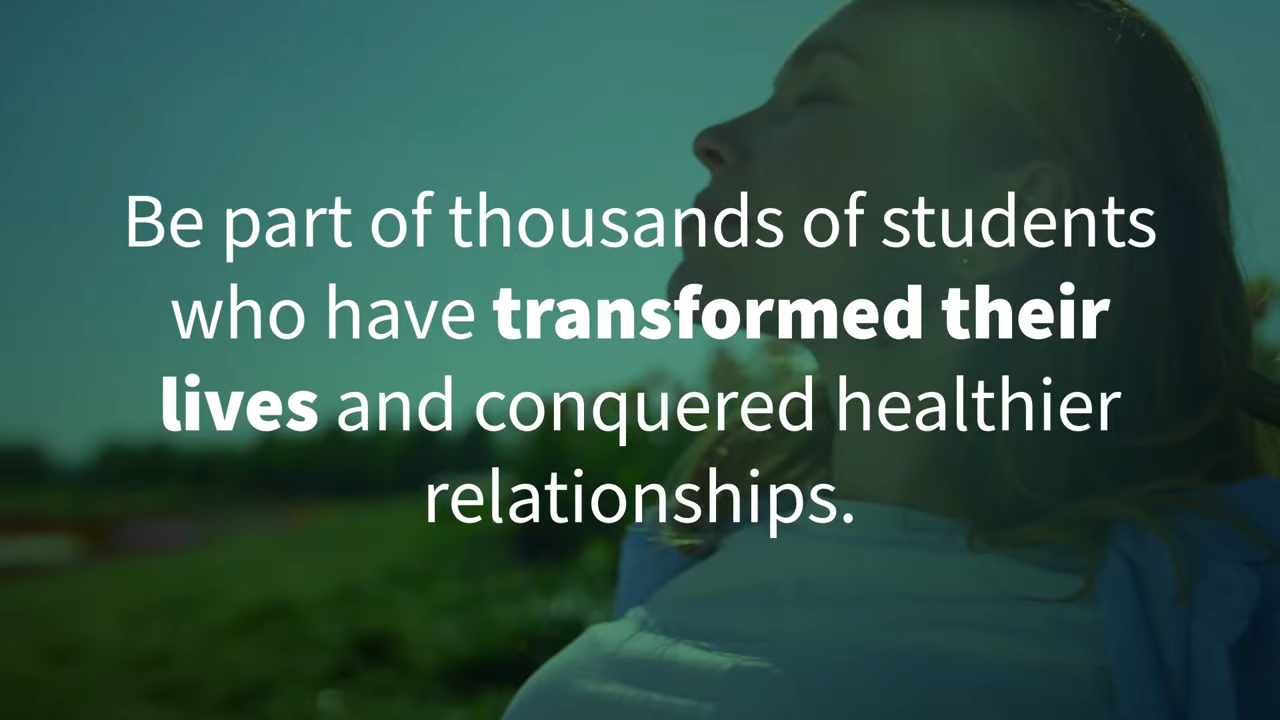 Be part of thousands of students
who have transformed their
lives and conquered healthier
relationships.